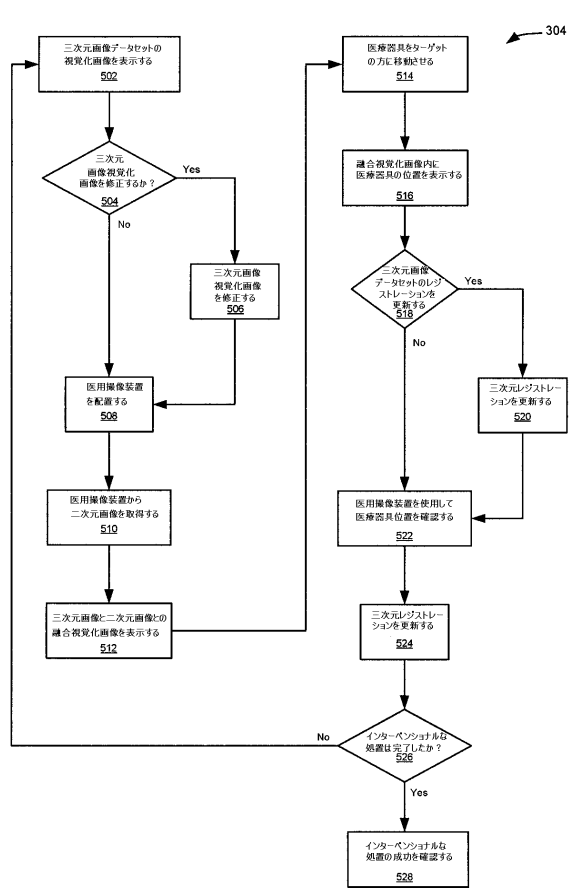 304
三次元画像データセットの
視覚化画像を表示する
502
三次元
画像視覚化
画像を修正するか？
504
Yes
No
三次元画像
視覚化画像
を修正する
506
医用撮像装置
を配置する
508
医用撮像装置から
二次元画像を取得する
510
三次元画像と二次元画像との
融合視覚化画像を表示する
512
医療器具をターゲット
の方に移動させる
514
融合視覚化画像内に
医療器具の位置を表示する
516
三次元画像
データセットのレジ
ストレーションを
更新する
518
Yes
No
三次元レジストレー
ションを更新する
520
医用撮像装置を使用して
医療器具位置を確認する
522
三次元レジストレー
ションを更新する
524
インターベンショナルな
処置は完了したか？
526
No
Yes
インターベンショナルな
処置の成功を確認する
528